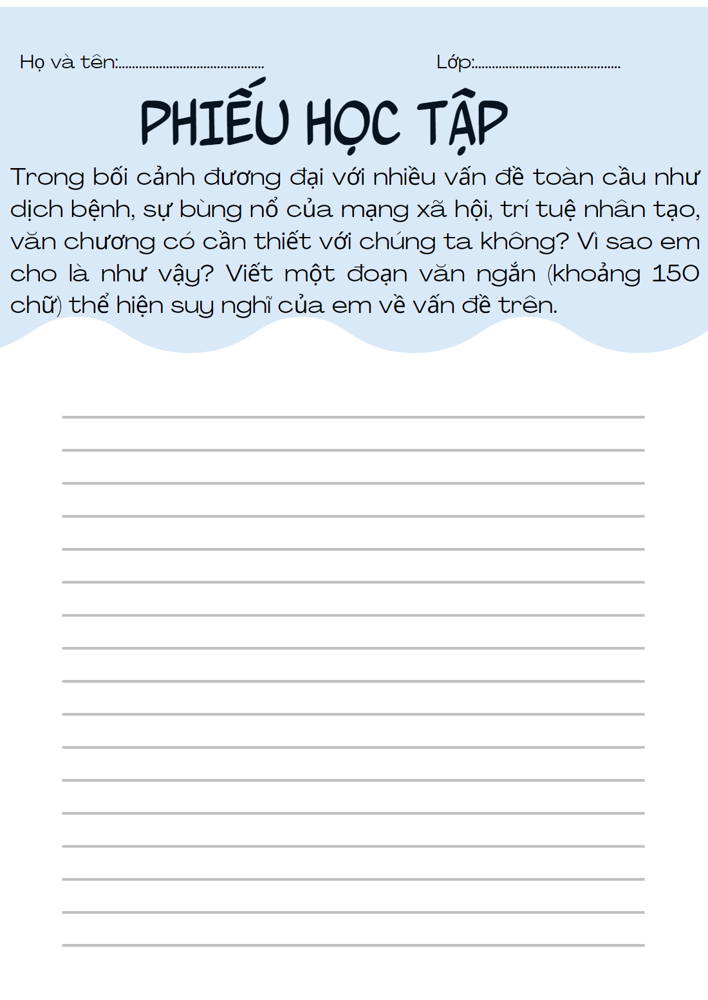 Họ và tên:............................................ Lớp:............................................
PHIẾU HỌC TẬP
Trong bối cảnh đương đại với nhiều vấn đề toàn cầu như
dịch bệnh, sự bùng nổ của mạng xã hội, trí tuệ nhân tạo,
văn chương có cần thiết với chúng ta không? Vì sao em
cho là như vậy? Viết một đoạn văn ngắn (khoảng 150
chữ) thể hiện suy nghĩ của em về vấn đề trên.